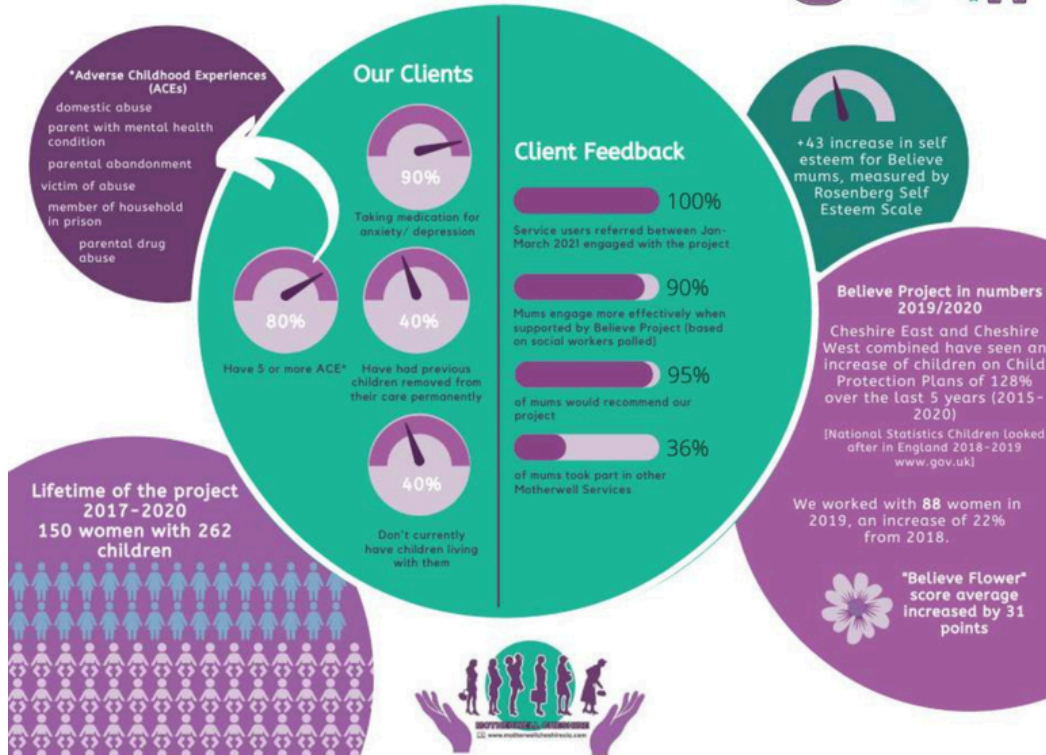 *Adverse Childhood Experiences
(ACEs)
domestic abuse
parent with mental health
condition
parental abandonment
victim of abuse
member of household
in prison
parental drug
abuse
Our Clients
90%
Taking medication for
anxiety/ depression
80%
Have 5 or more ACE*
40%
Have had previous
children removed from
their care permanently
40%
Don't currently
have children living
with them
Client Feedback
100%
Service users referred between Jan-
March 2021 engaged with the project
90%
Mums engage more effectively when
supported by Believe Project (based
on social workers polled)
95%
of mums would recommend our
project
36%
of mums took part in other
Motherwell Services
+43 increase in self
esteem for Believe
mums, measured by
Rosenberg Self
Esteem Scale
Believe Project in numbers
2019/2020
Cheshire East and Cheshire
West combined have seen an
increase of children on Child
Protection Plans of 128%
over the last 5 years (2015-
2020)
[National Statistics Children looked
after in England 2018-2019
www.gov.uk]
We worked with 88 women in
2019, an increase of 22%
from 2018.
"Believe Flower"
score average
increased by 31
points
Lifetime of the project
2017-2020
150 women with 262
children
MOTHERWELL CHESHIRE
www.motherwellcheshirecio.com